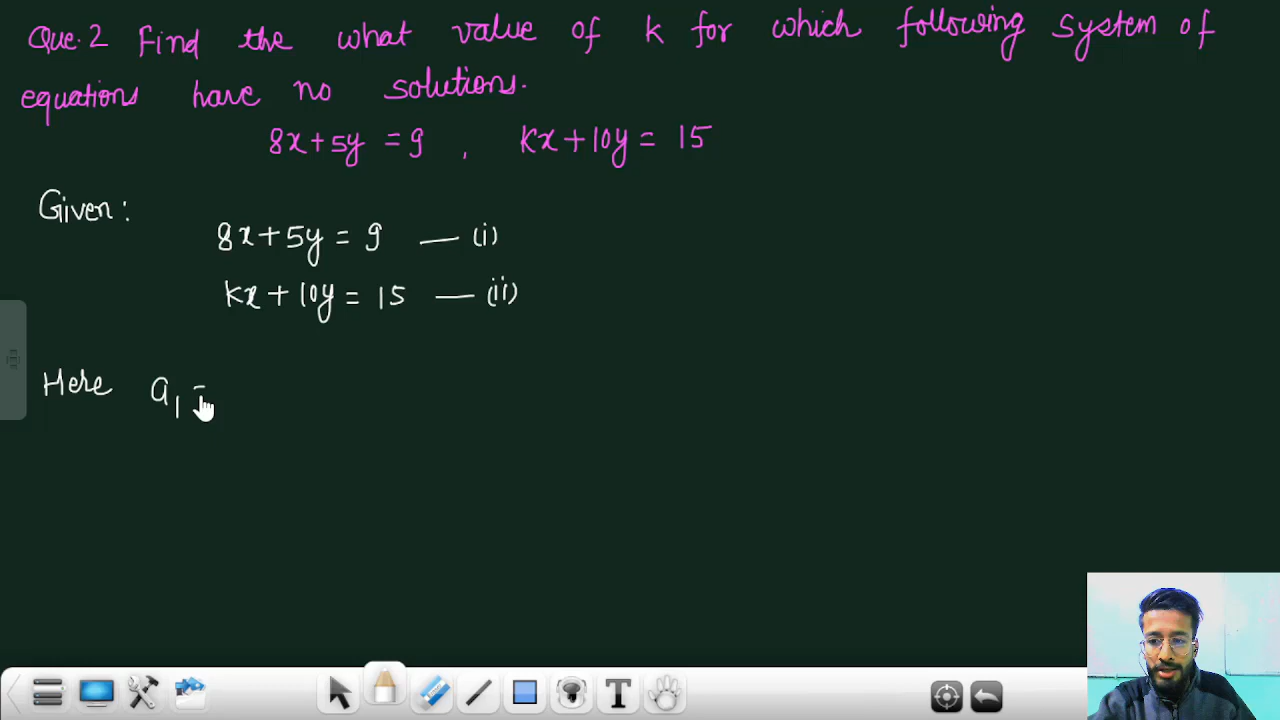 Que. 2 Find the what value of k for which following system of
equations have no solutions.
8x+5y = 9 , kx+10y = 15
Given:
8x+5y = 9 — (i)
kx+10y = 15 — (ii)
Here a₁ =
T